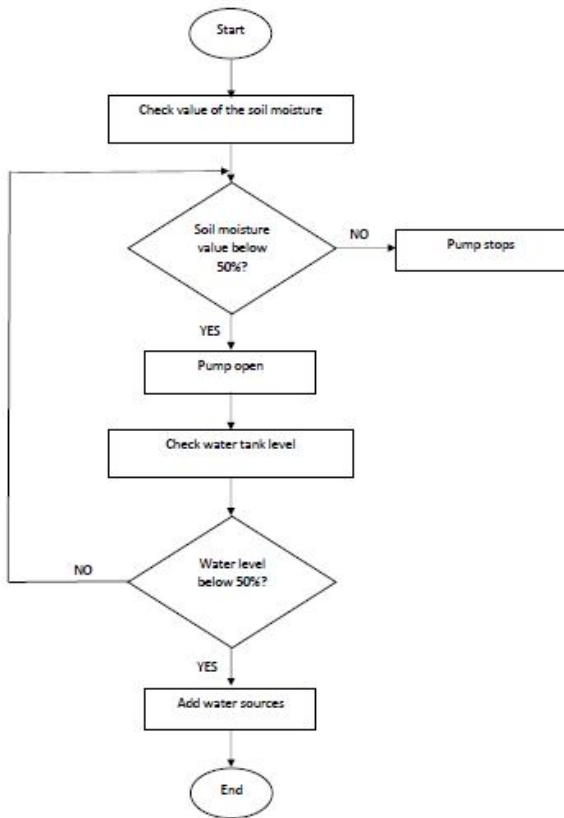 Start
Check value of the soil moisture
Soil moisture
value below
50%?
NO
Pump stops
YES
Pump open
Check water tank level
Water level
below 50%?
NO
YES
Add water sources
End